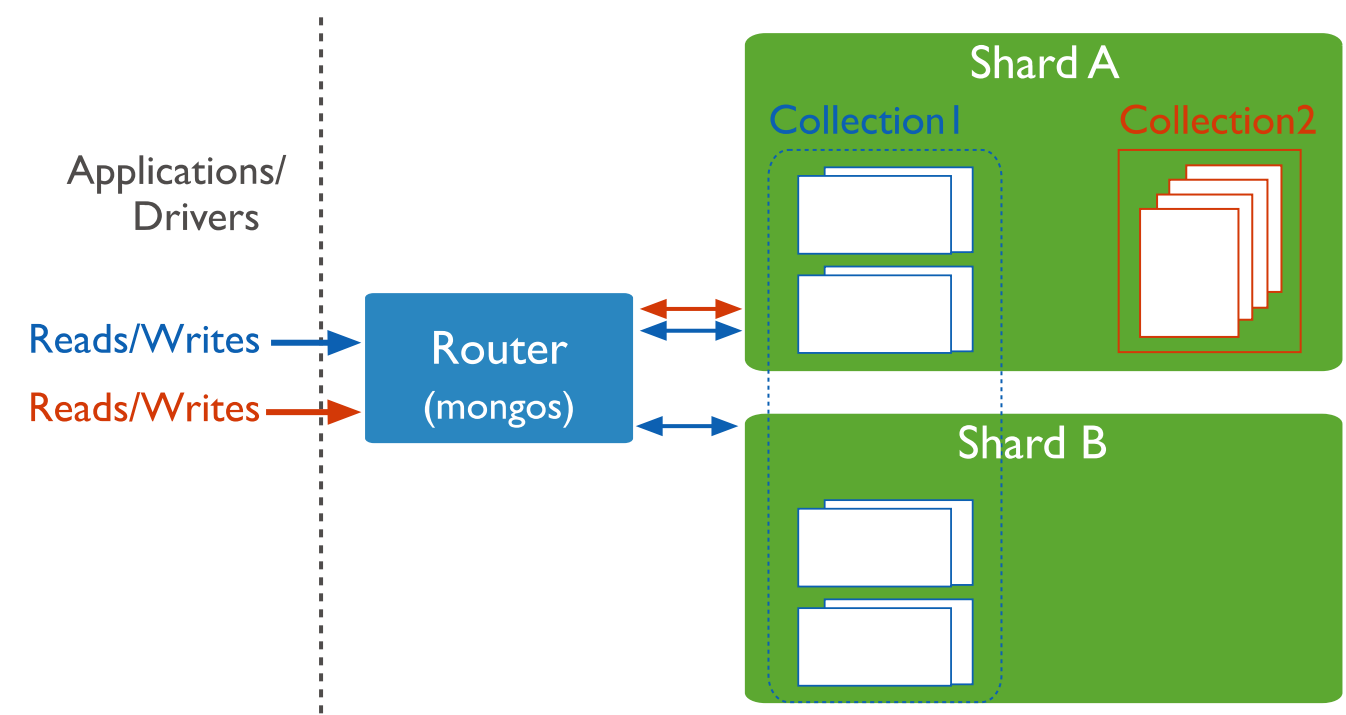 Applications/
Drivers
Reads/Writes
Reads/Writes
Router
(mongos)
Shard A
Collection1
Collection2
Shard B